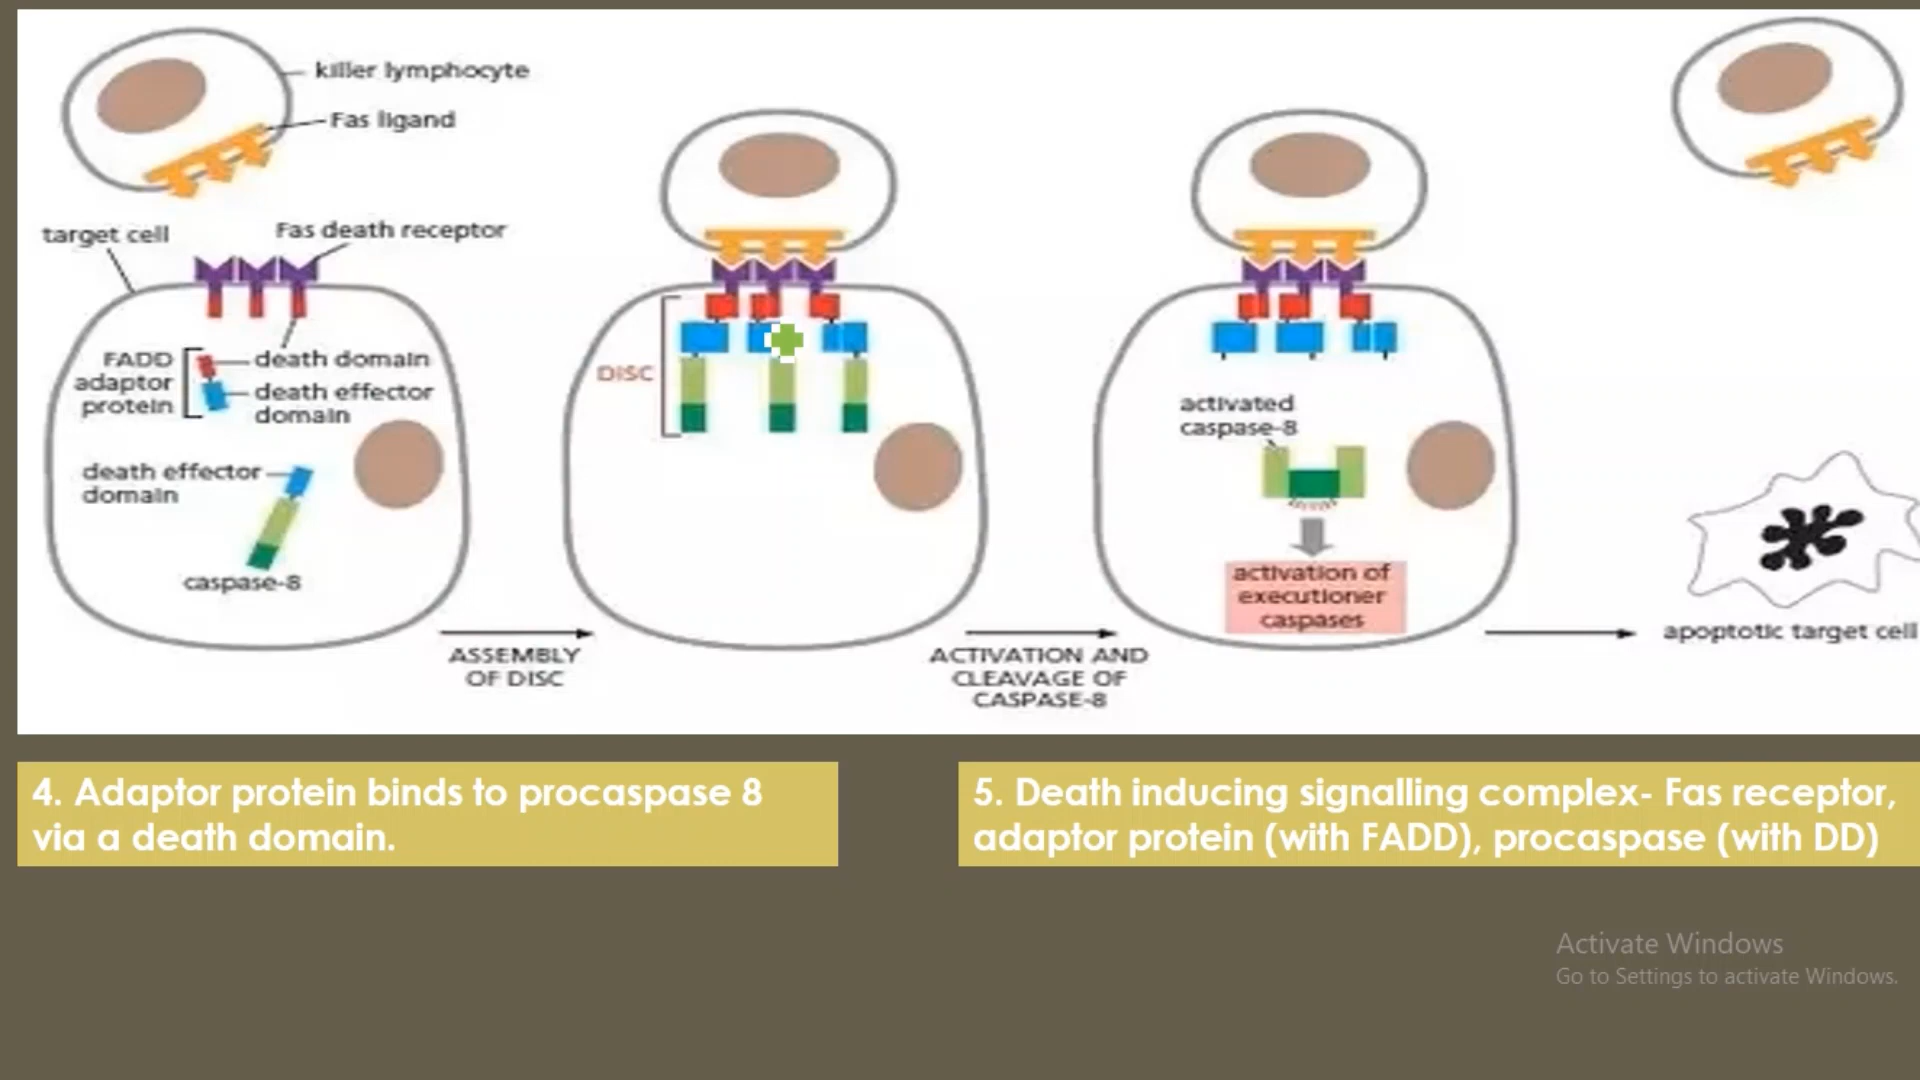 killer lymphocyte
Fas ligand
target cell
Fas death receptor
FADD
adaptor
protein
death domain
death effector
domain
death effector
domain
caspase-8
ASSEMBLY
OF DISC
DISC
ACTIVATION AND
CLEAVAGE OF
CASPASE-8
activated
caspase-8
activation of
executioner
caspases
apoptotic target cell
4. Adaptor protein binds to procaspase 8
via a death domain.
5. Death inducing signalling complex- Fas receptor,
adaptor protein (with FADD), procaspase (with DD)
Activate Windows
Go to Settings to activate Windows.